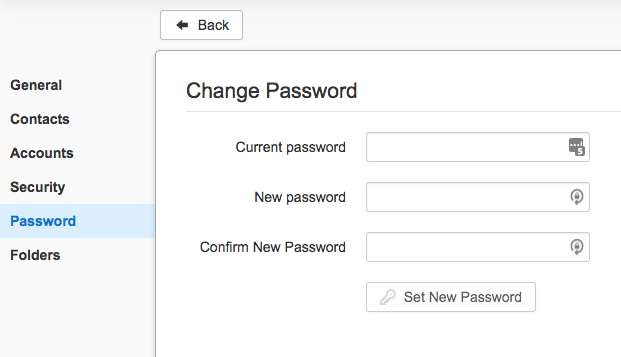 Back
General
Contacts
Accounts
Security
Password
Folders
Change Password
Current password
5
New password
Confirm New Password
Set New Password